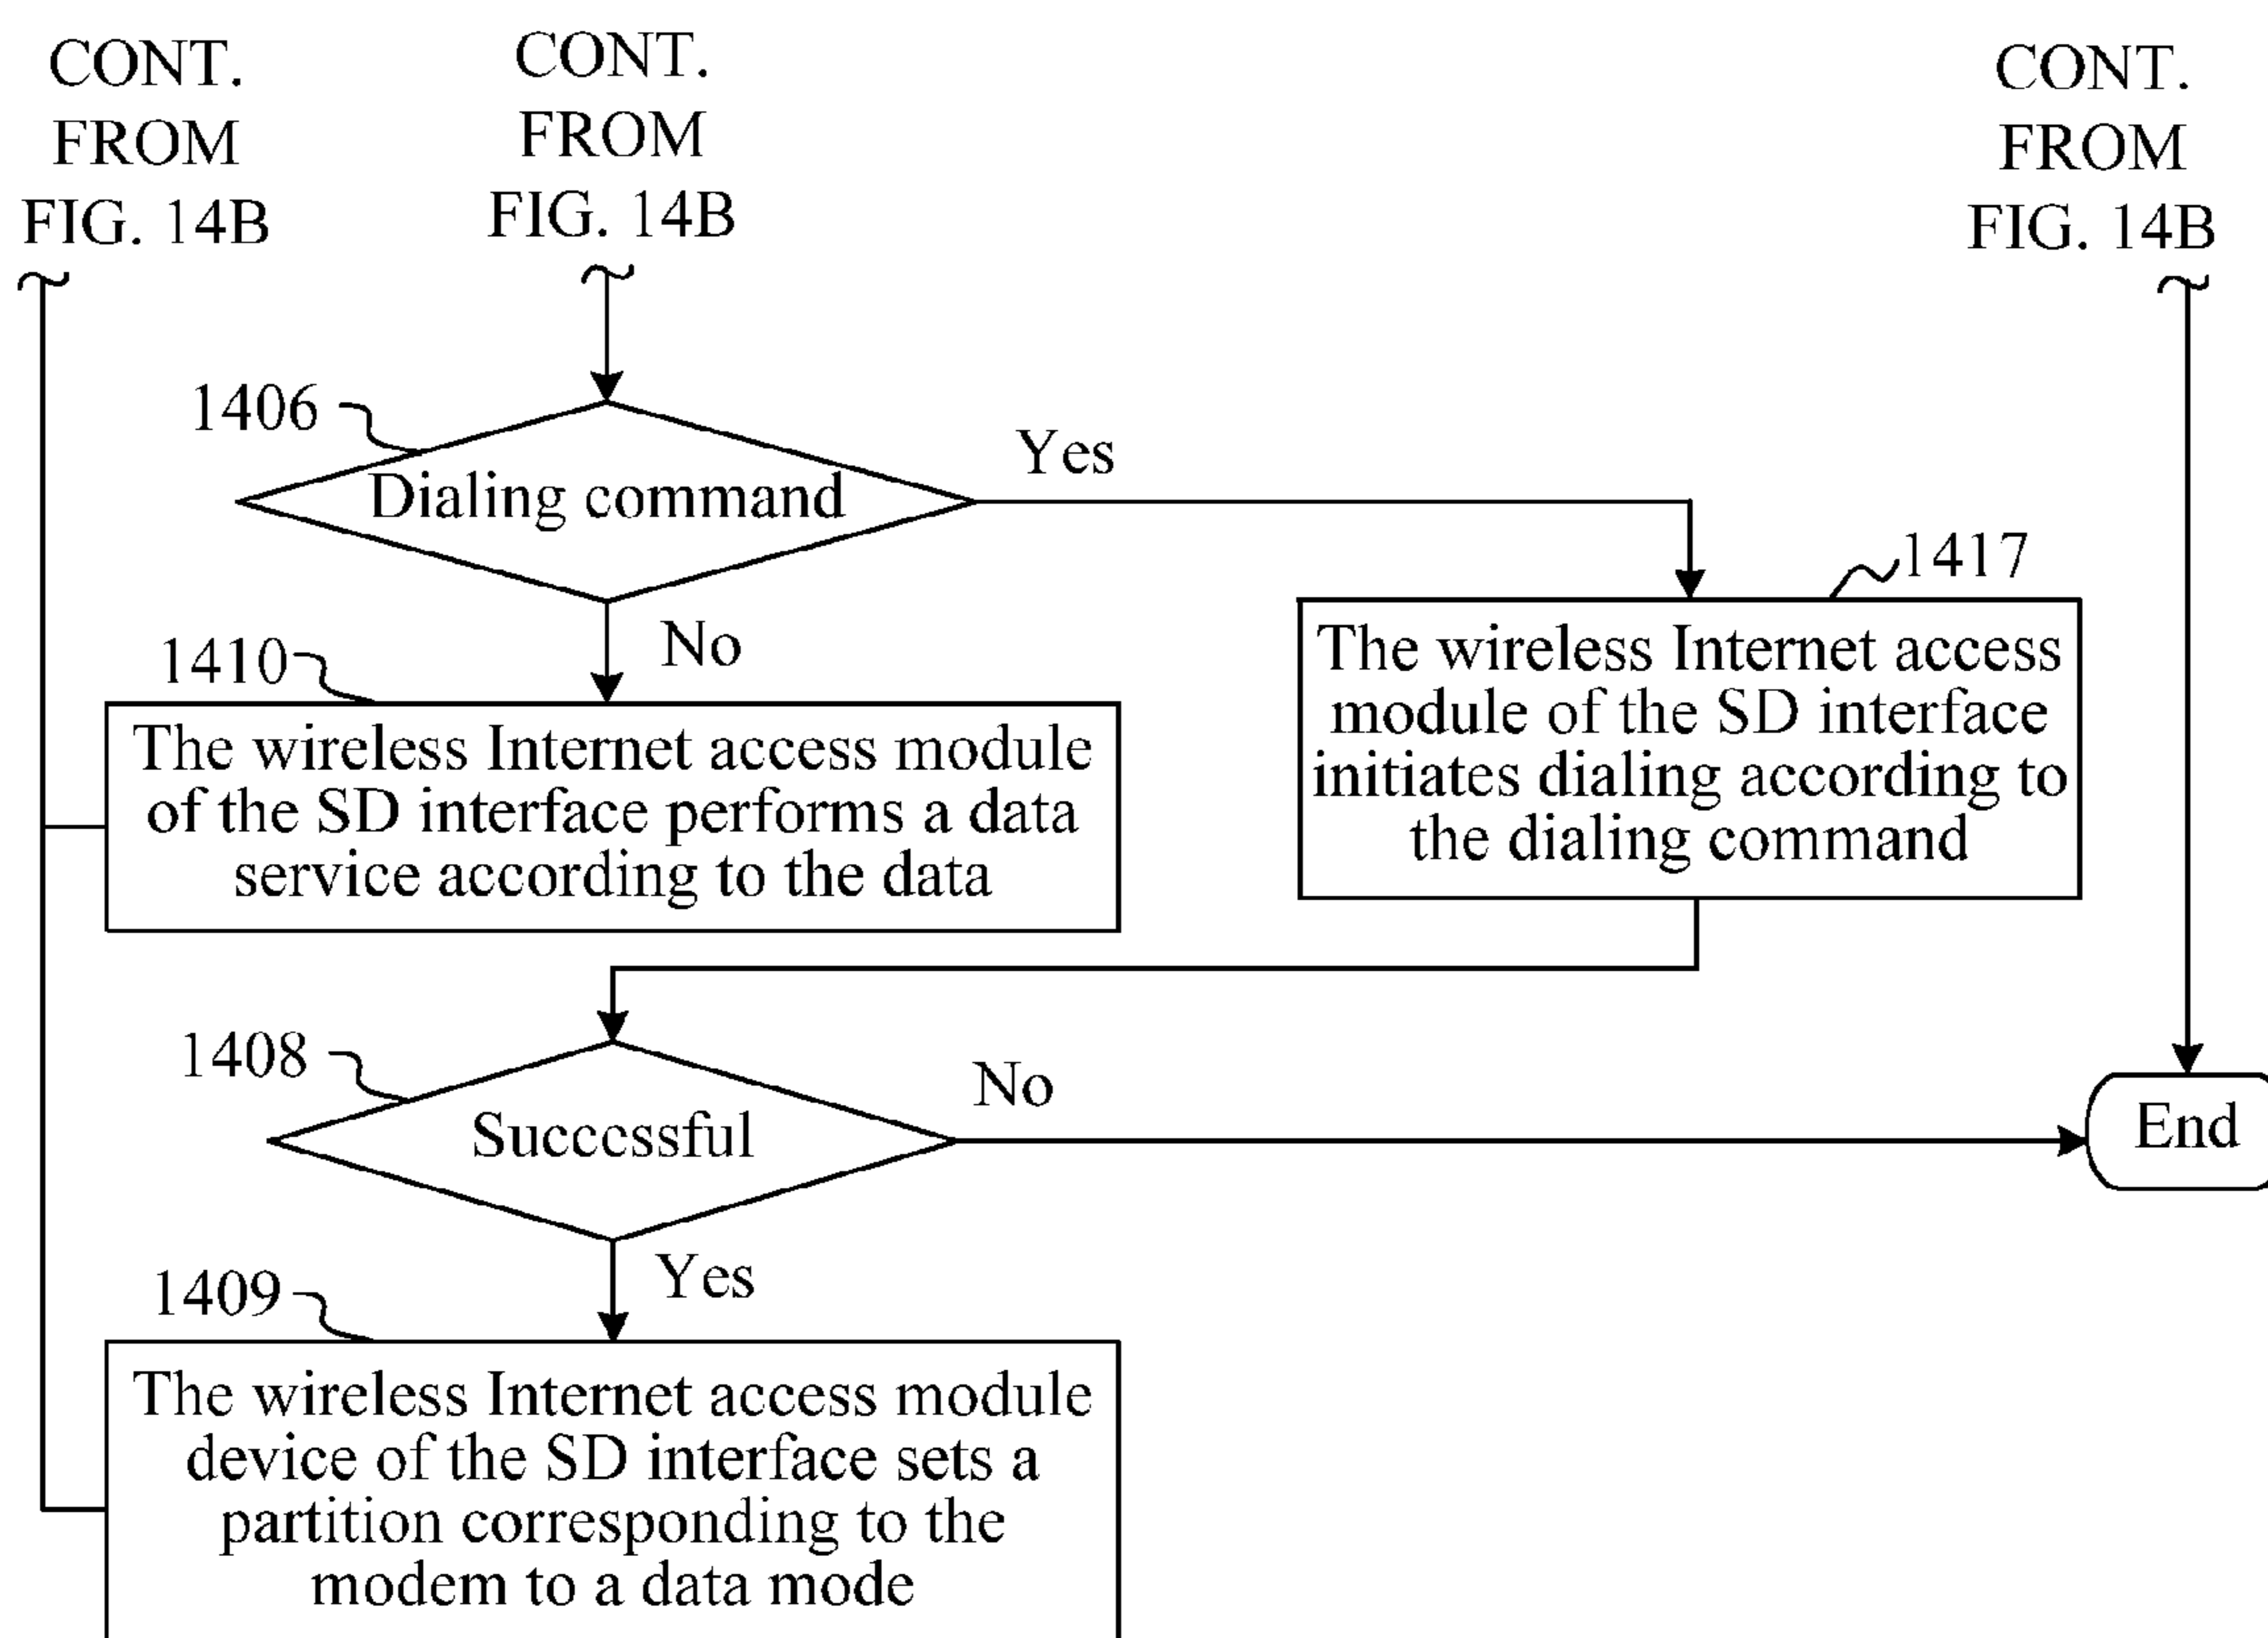 CONT.
FROM
FIG. 14B
CONT.
FROM
FIG. 14B
CONT.
FROM
FIG. 14B
1406
Dialing command
Yes
No
1417
The wireless Internet access
module of the SD interface
initiates dialing according to
the dialing command
1410
The wireless Internet access module
of the SD interface performs a data
service according to the data
1408
Successful
No
End
Yes
1409
The wireless Internet access module
device of the SD interface sets a
partition corresponding to the
modem to a data mode